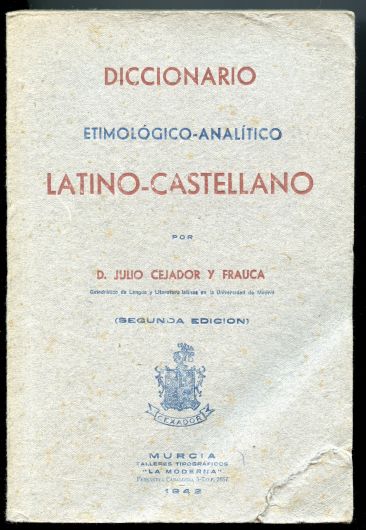 DICCIONARIO
ETIMOLÓGICO-ANALÍTICO
LATINO-CASTELLANO
POR
D. JULIO CEJADOR Y FRAUCA
Catedrático de Lengua y Literatura latinas en la Universidad de Madrid
(SEGUNDA EDICION)
CEXADOR
MURCIA
TALLERES TIPOGRÁFICOS
"LA MODERNA"
1942